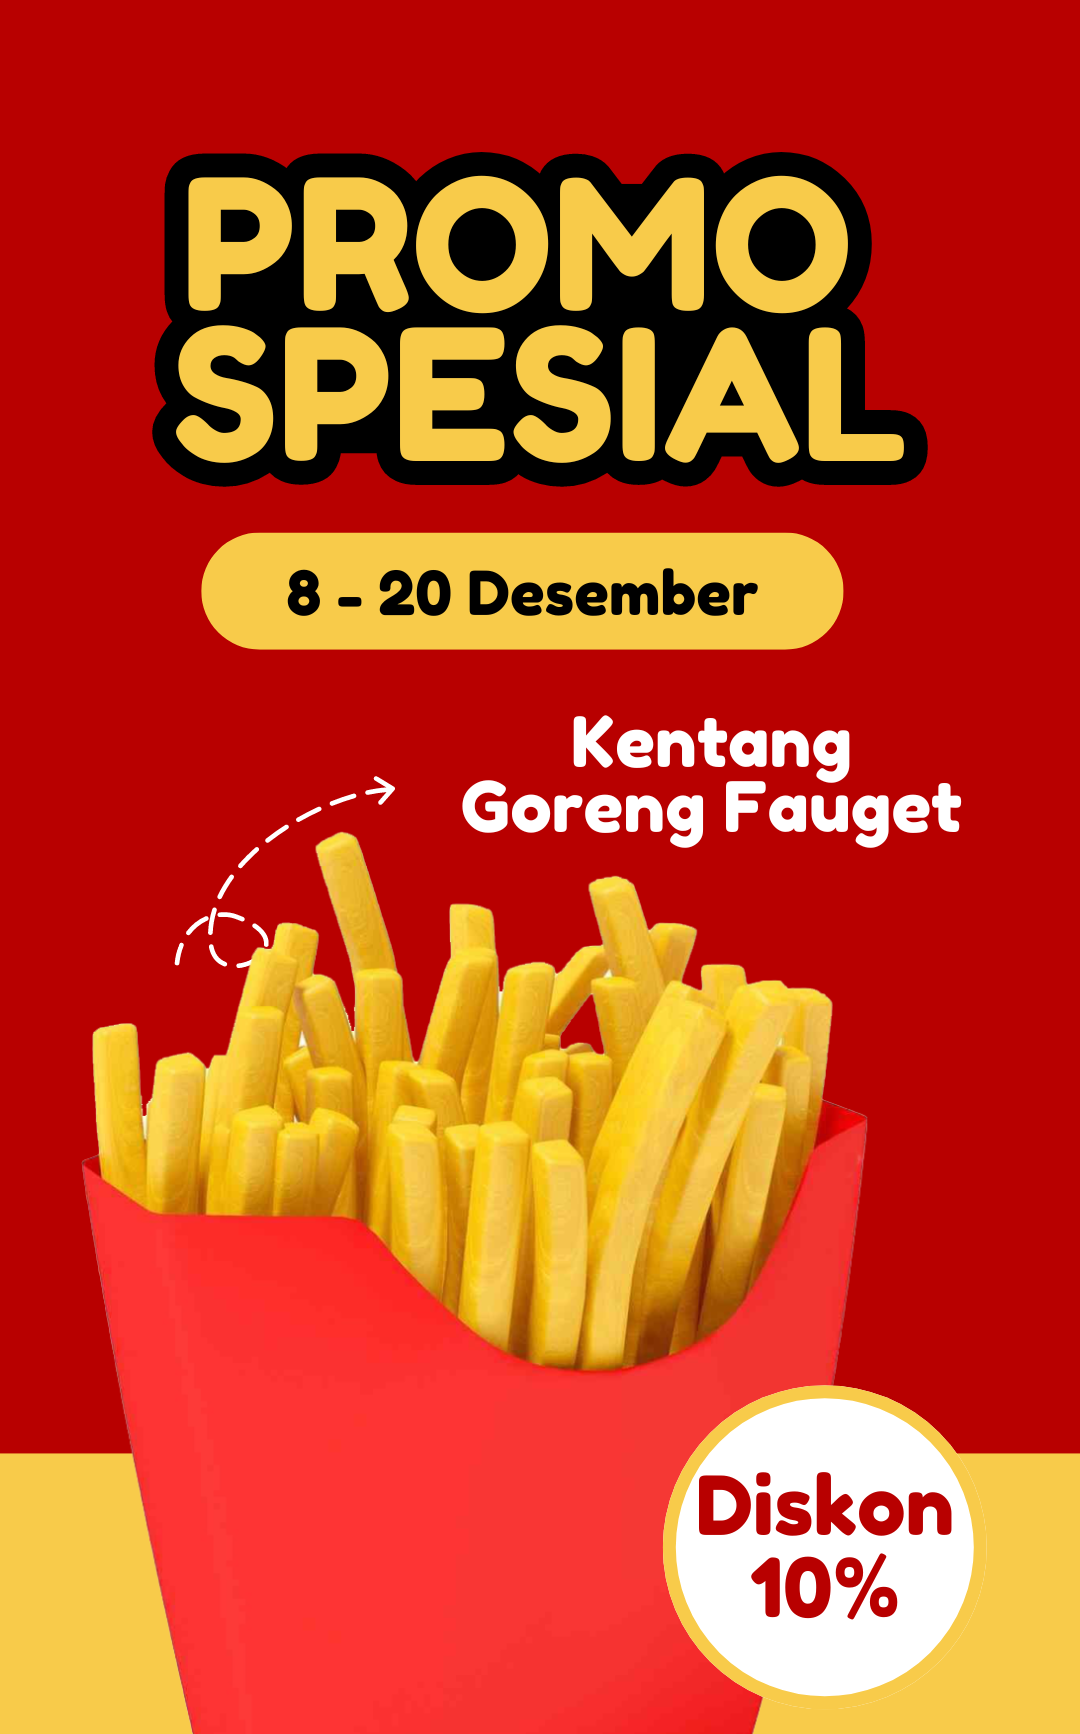 PROMO
SPESIAL
8 - 20 Desember
Kentang
Goreng Fauget
Diskon
10%